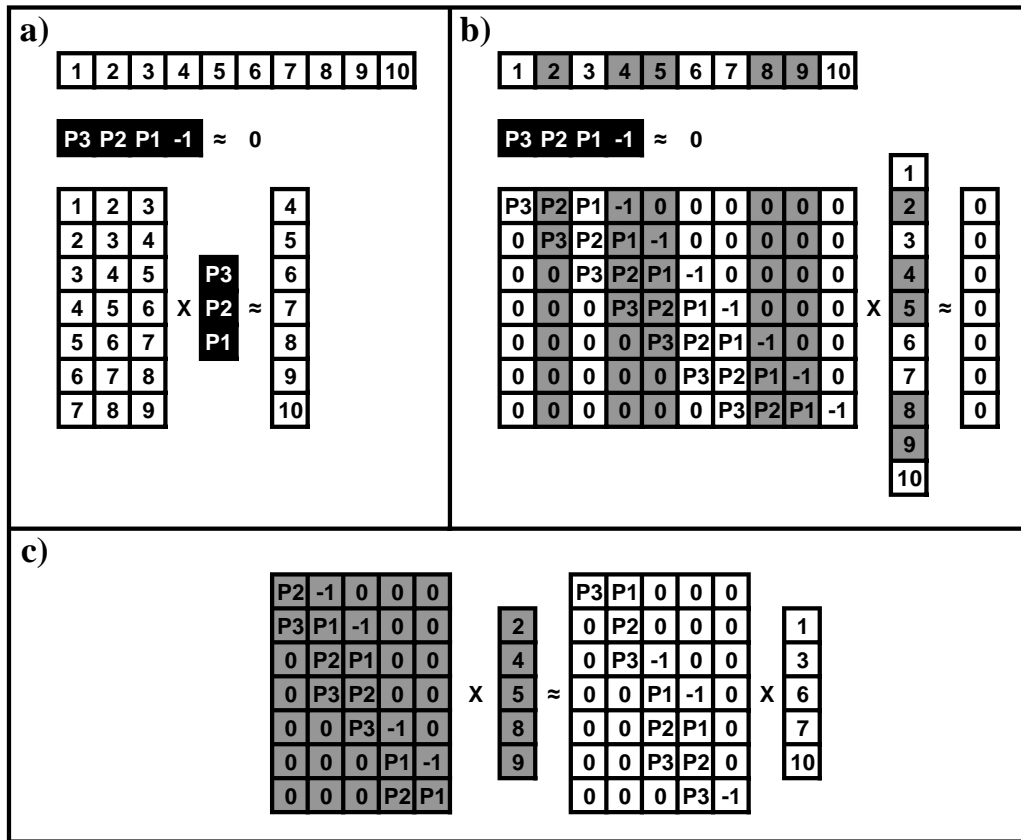 a)
1 2 3 4 5 6 7 8 9 10
P3 P2 P1 -1 ≈ 0
1 2 3
2 3 4
3 4 5
4 5 6
5 6 7
6 7 8
7 8 9
X
P3
P2
P1
≈
4
5
6
7
8
9
10
b)
1 2 3 4 5 6 7 8 9 10
P3 P2 P1 -1 ≈ 0
P3 P2 P1 -1 0 0 0 0 0 0
0 P3 P2 P1 -1 0 0 0 0 0
0 0 P3 P2 P1 -1 0 0 0 0
0 0 0 P3 P2 P1 -1 0 0 0
0 0 0 0 P3 P2 P1 -1 0 0
0 0 0 0 0 P3 P2 P1 -1 0
0 0 0 0 0 0 P3 P2 P1 -1
X
1
2
3
4
5
6
7
8
9
10
≈
0
0
0
0
0
0
0
c)
P2 -1 0 0 0
P3 P1 -1 0 0
0 P2 P1 0 0
0 P3 P2 0 0
0 0 P3 -1 0
0 0 0 P1 -1
0 0 0 P2 P1
X
2
4
5
8
9
≈
P3 P1 0 0 0
0 P2 0 0 0
0 P3 -1 0 0
0 0 P1 -1 0
0 0 P2 P1 0
0 0 P3 P2 0
0 0 0 P3 -1
X
1
3
6
7
10